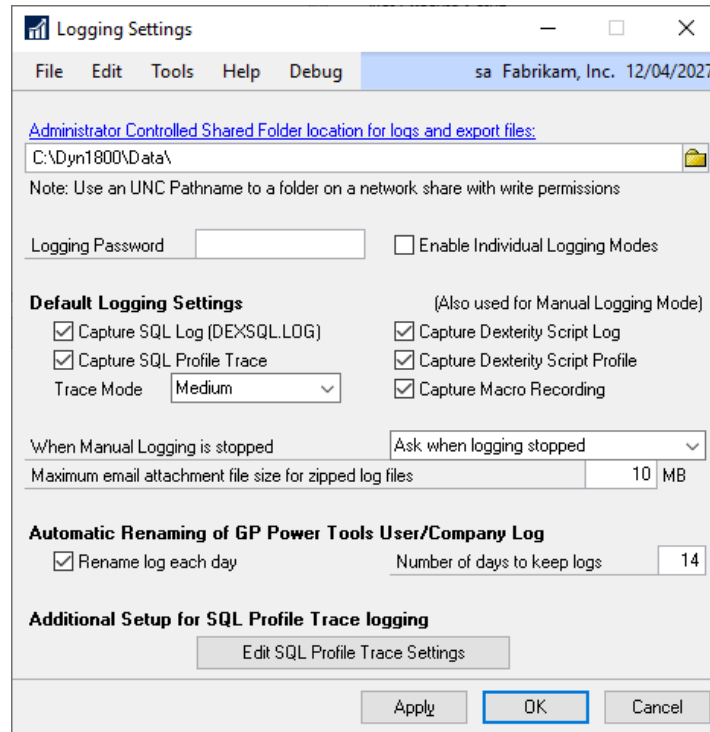 Logging Settings
File Edit Tools Help Debug sa Fabrikam, Inc. 12/04/2027
Administrator Controlled Shared Folder location for logs and export files:
C:\Dyn1800\Data\
Note: Use an UNC Pathname to a folder on a network share with write permissions
Logging Password Enable Individual Logging Modes
Default Logging Settings (Also used for Manual Logging Mode)
Capture SQL Log (DEXSQL.LOG) Capture Dexterity Script Log
Capture SQL Profile Trace Capture Dexterity Script Profile
Trace Mode Medium Capture Macro Recording
When Manual Logging is stopped Ask when logging stopped
Maximum email attachment file size for zipped log files 10 MB
Automatic Renaming of GP Power Tools User/Company Log
Rename log each day Number of days to keep logs 14
Additional Setup for SQL Profile Trace logging
Edit SQL Profile Trace Settings
Apply OK Cancel